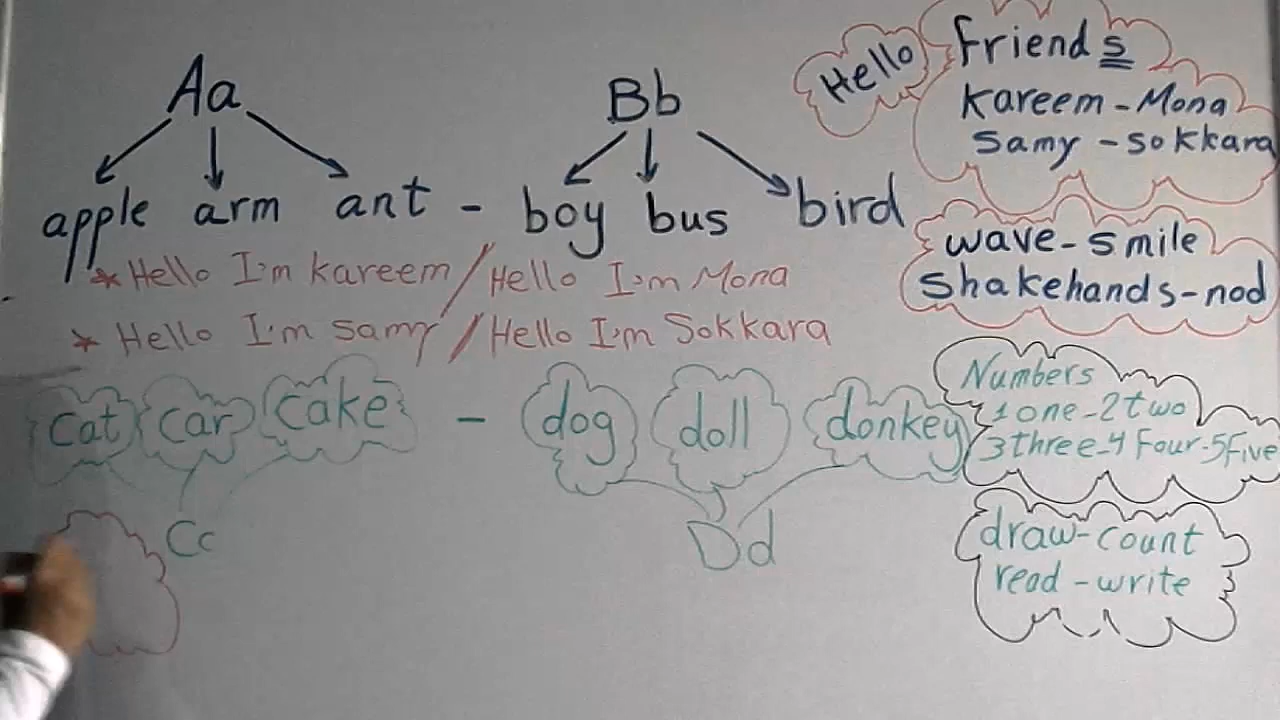 Aa
apple arm ant - boy bus bird
Bb
* Hello I'm kareem / Hello I'm Mona
* Hello I'm samy / Hello I'm Sokkara
cat car cake - dog doll donkey
Cc
Dd
Hello
Friends
kareem - Mona
samy - sokkara
wave - smile
shakehands - nod
Numbers
1 one - 2 two
3 three - 4 Four - 5 Five
draw - count
read - write